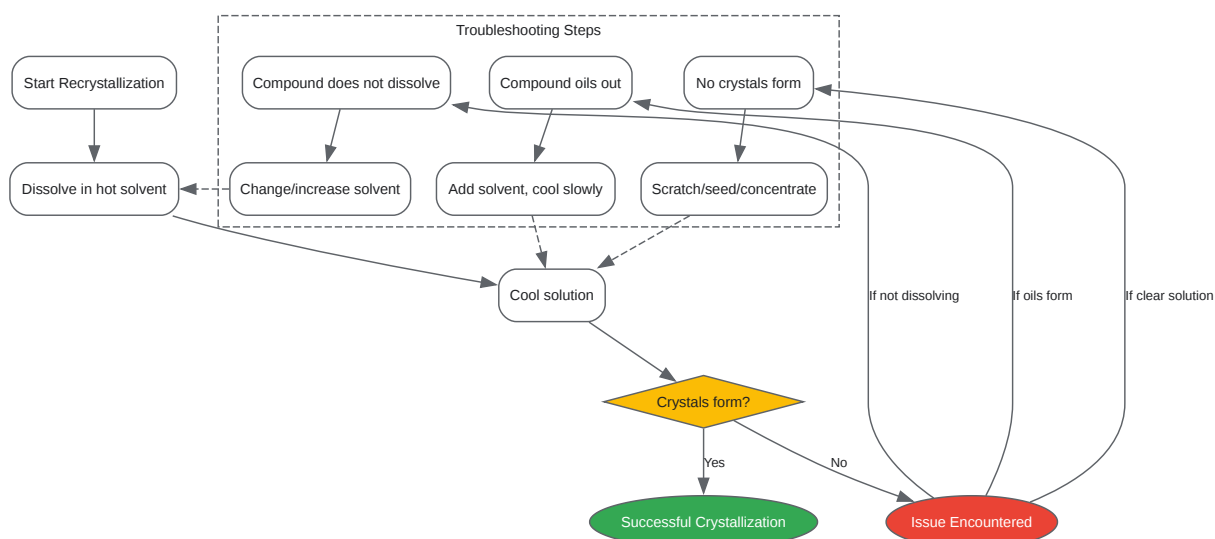 Troubleshooting Steps
Start Recrystallization
Compound does not dissolve
Compound oils out
No crystals form
Dissolve in hot solvent
Change/increase solvent
Add solvent, cool slowly
Scratch/seed/concentrate
Cool solution
If not dissolving
If oils form
If clear solution
Crystals form?
Yes
No
Successful Crystallization
Issue Encountered